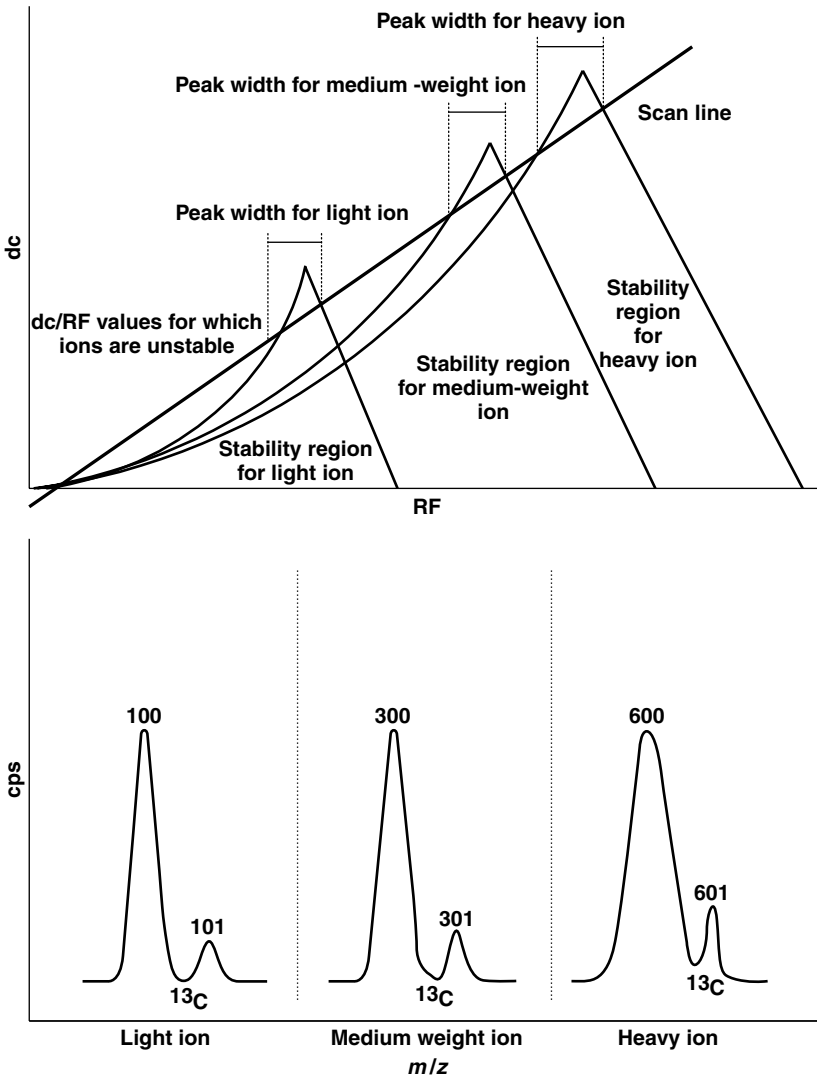 Peak width for heavy ion
Peak width for medium -weight ion
Scan line
Peak width for light ion
dc
dc/RF values for which
ions are unstable
Stability
region
for
heavy ion
Stability region
for medium-weight
ion
Stability region
for light ion
RF
cps
100
101
13C
300
301
13C
600
601
13C
Light ion
Medium weight ion
Heavy ion
m/z